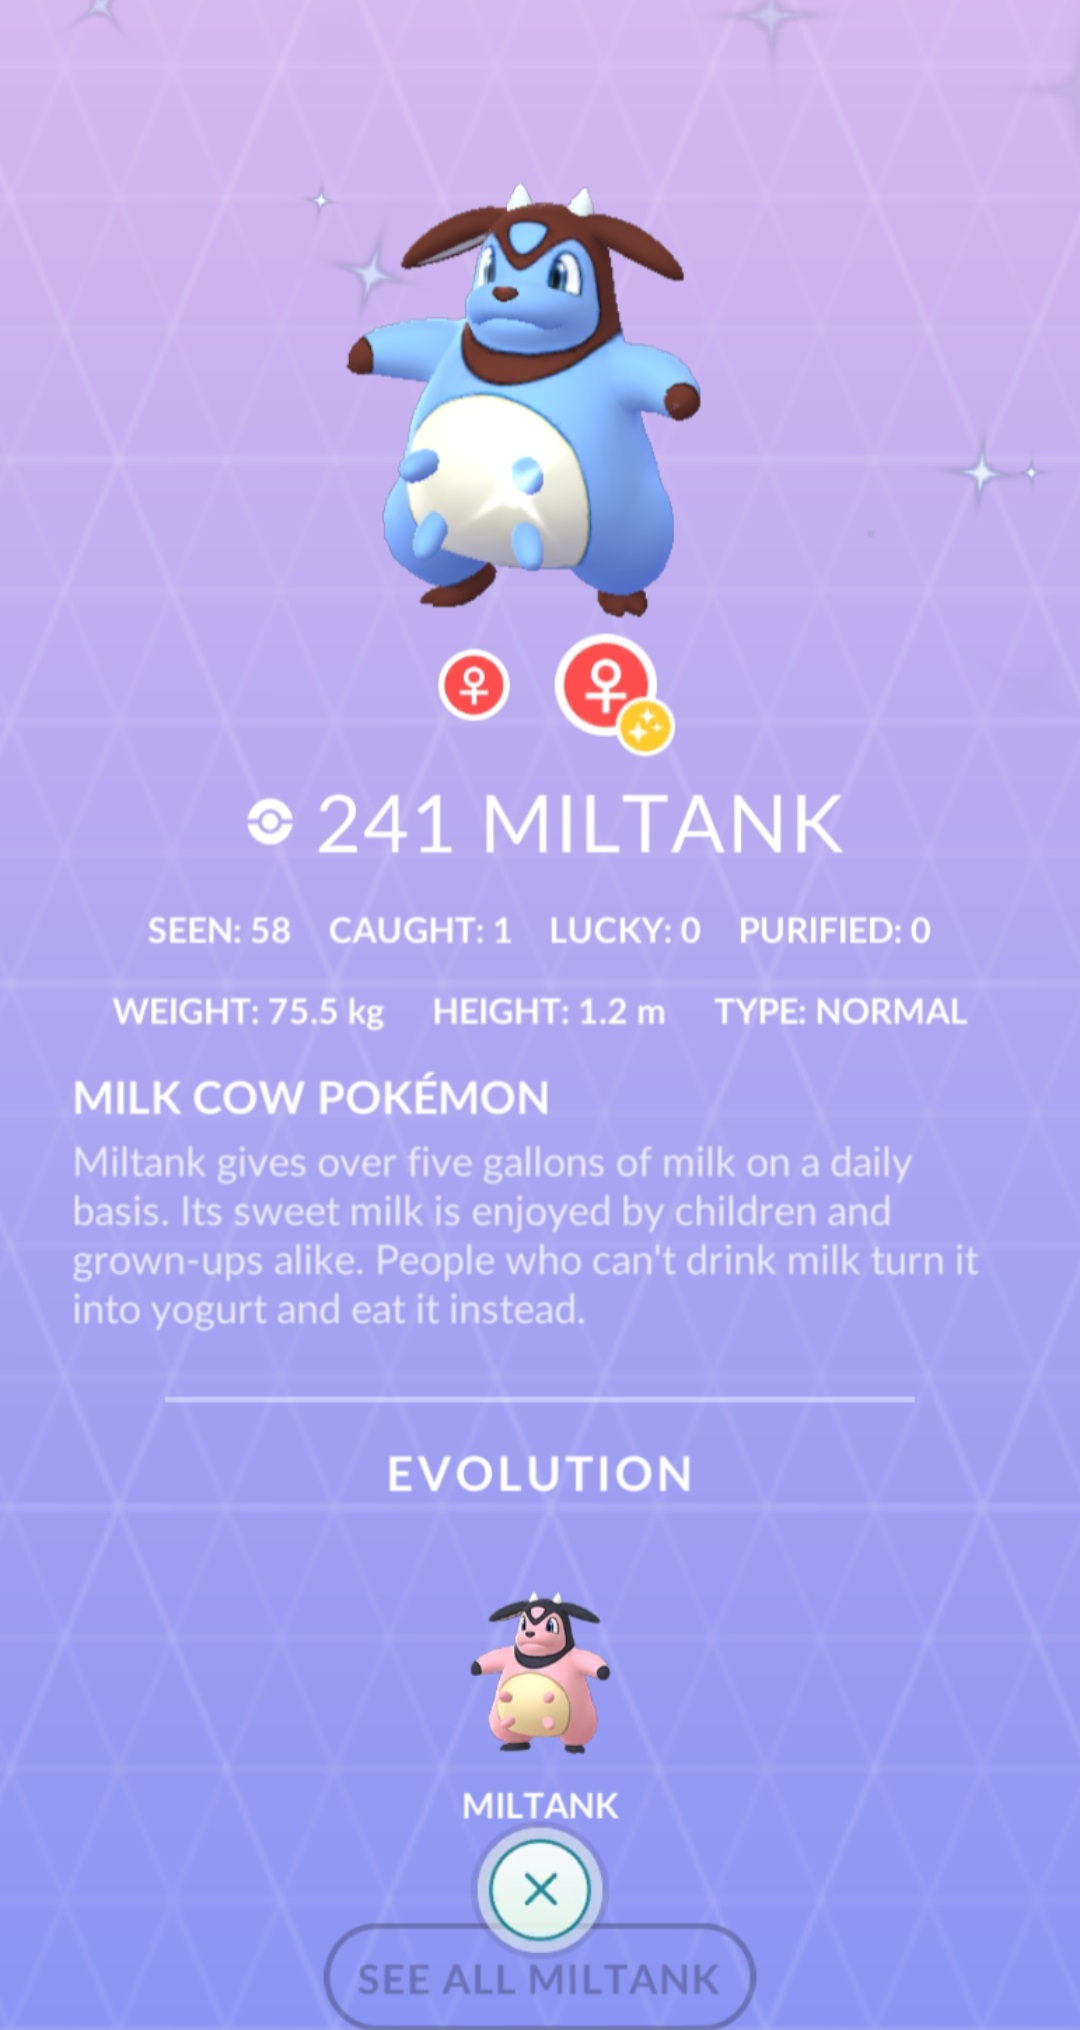 241 MILTANK
SEEN: 58 CAUGHT: 1 LUCKY: 0 PURIFIED: 0
WEIGHT: 75.5 kg HEIGHT: 1.2 m TYPE: NORMAL
MILK COW POKÉMON
Miltank gives over five gallons of milk on a daily
basis. Its sweet milk is enjoyed by children and
grown-ups alike. People who can't drink milk turn it
into yogurt and eat it instead.
EVOLUTION
MILTANK
SEE ALL MILTANK